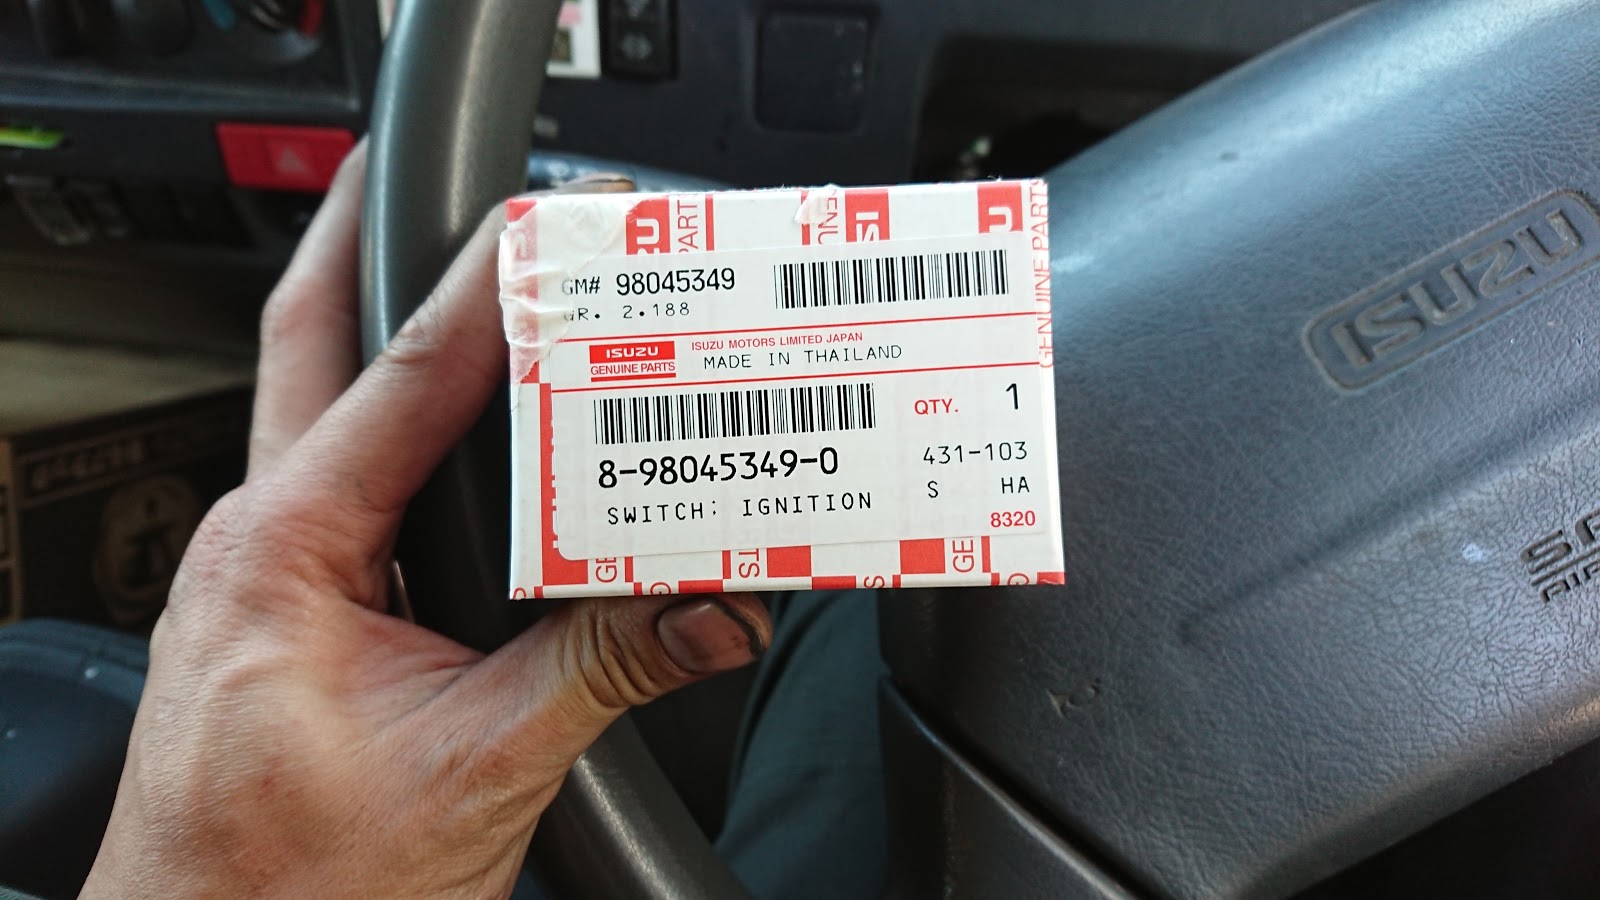 GM# 98045349
GR. 2.188
ISUZU
GENUINE PARTS
ISUZU MOTORS LIMITED JAPAN
MADE IN THAILAND
QTY. 1
8-98045349-0
431-103
SWITCH: IGNITION
S HA
8320
GENUINE PARTS
ISUZU